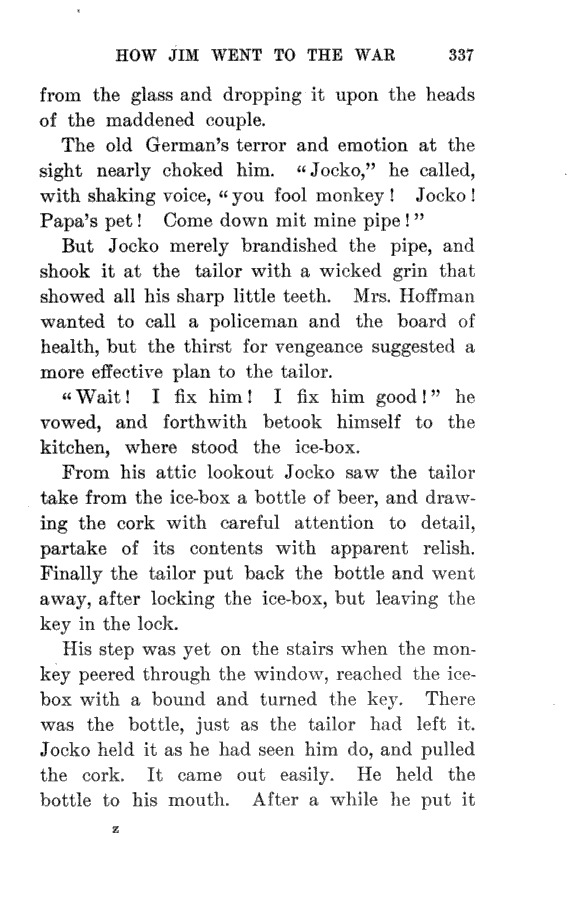 HOW JIM WENT TO THE WAR 337
from the glass and dropping it upon the heads
of the maddened couple.
The old German's terror and emotion at the
sight nearly choked him. "Jocko," he called,
with shaking voice, "you fool monkey! Jocko!
Papa's pet! Come down mit mine pipe!"
But Jocko merely brandished the pipe, and
shook it at the tailor with a wicked grin that
showed all his sharp little teeth. Mrs. Hoffman
wanted to call a policeman and the board of
health, but the thirst for vengeance suggested a
more effective plan to the tailor.
"Wait! I fix him! I fix him good!" he
vowed, and forthwith betook himself to the
kitchen, where stood the ice-box.
From his attic lookout Jocko saw the tailor
take from the ice-box a bottle of beer, and draw-
ing the cork with careful attention to detail,
partake of its contents with apparent relish.
Finally the tailor put back the bottle and went
away, after locking the ice-box, but leaving the
key in the lock.
His step was yet on the stairs when the mon-
key peered through the window, reached the ice-
box with a bound and turned the key. There
was the bottle, just as the tailor had left it.
Jocko held it as he had seen him do, and pulled
the cork. It came out easily. He held the
bottle to his mouth. After a while he put it
z